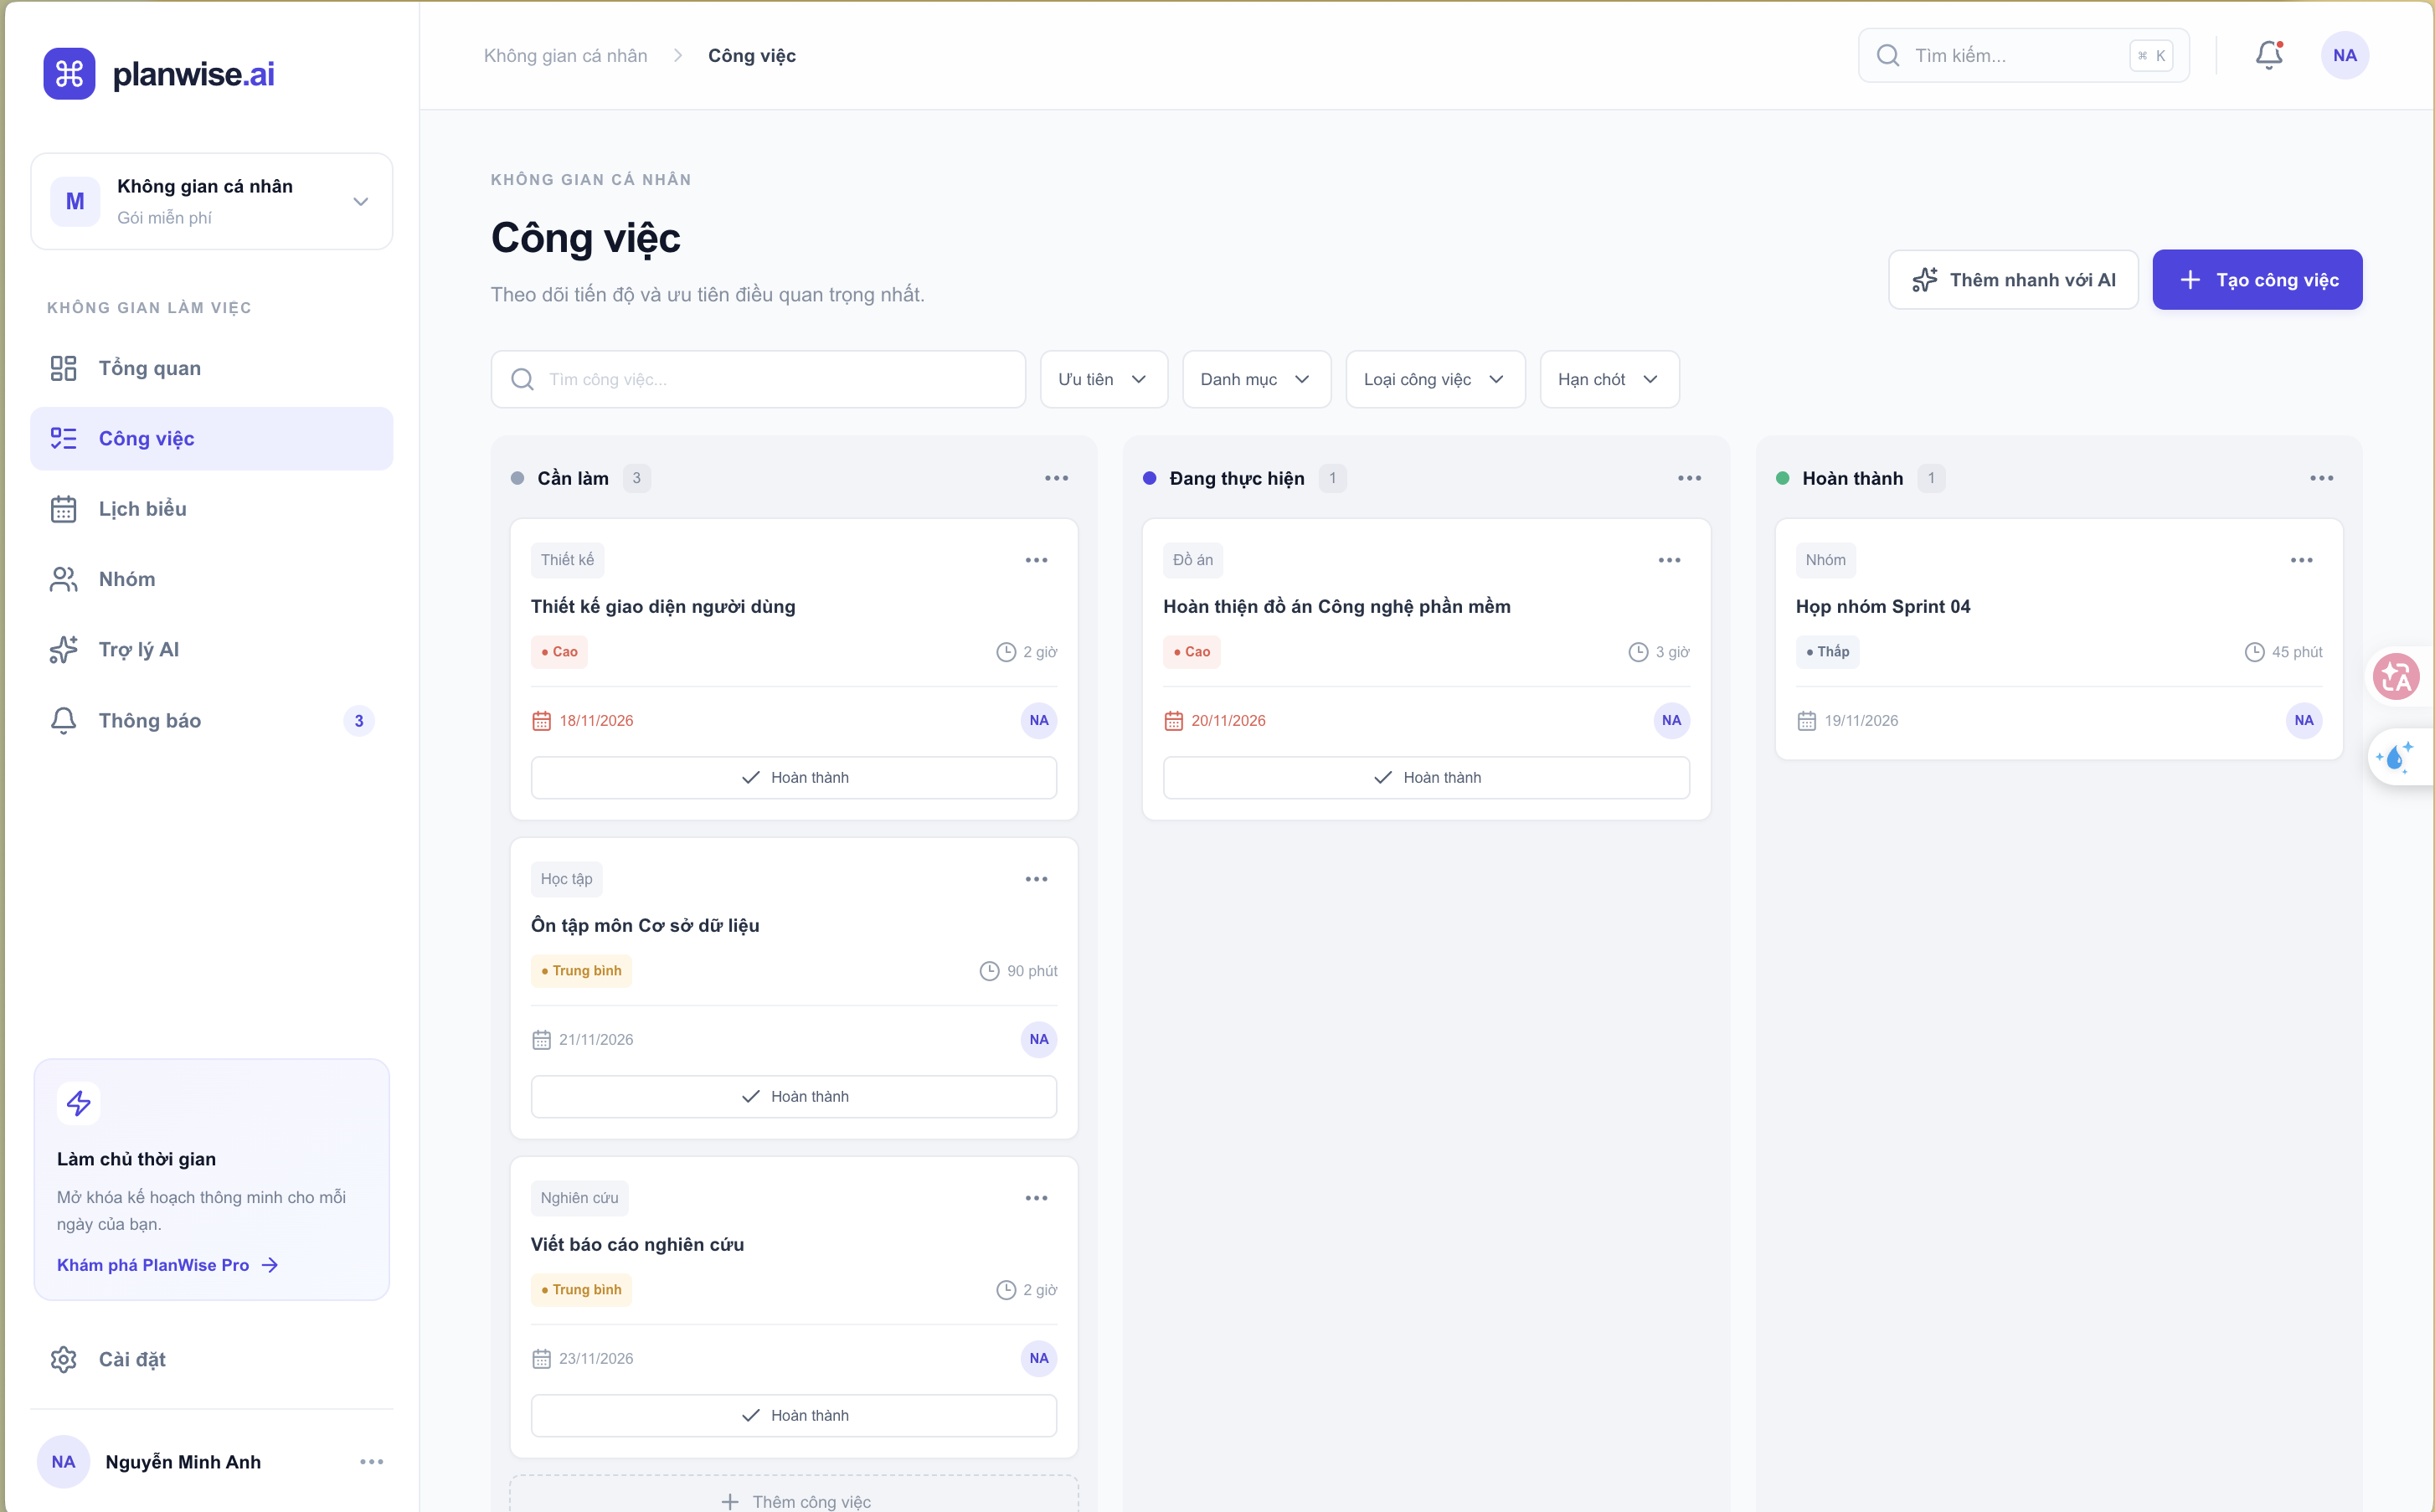 planwise.ai
M
Không gian cá nhân
Gói miễn phí
KHÔNG GIAN LÀM VIỆC
Tổng quan
Công việc
Lịch biểu
Nhóm
Trợ lý AI
Thông báo 3
Làm chủ thời gian
Mở khóa kế hoạch thông minh cho mỗi
ngày của bạn.
Khám phá PlanWise Pro
Cài đặt
NA Nguyễn Minh Anh
Không gian cá nhân Công việc
Tìm kiếm... ⌘ K
NA
KHÔNG GIAN CÁ NHÂN
Công việc
Theo dõi tiến độ và ưu tiên điều quan trọng nhất.
Thêm nhanh với AI
Tạo công việc
Tìm công việc...
Ưu tiên
Danh mục
Loại công việc
Hạn chót
Cần làm 3
Thiết kế
Thiết kế giao diện người dùng
Cao 2 giờ
18/11/2026 NA
Hoàn thành
Học tập
Ôn tập môn Cơ sở dữ liệu
Trung bình 90 phút
21/11/2026 NA
Hoàn thành
Nghiên cứu
Viết báo cáo nghiên cứu
Trung bình 2 giờ
23/11/2026 NA
Hoàn thành
Thêm công việc
Đang thực hiện 1
Đồ án
Hoàn thiện đồ án Công nghệ phần mềm
Cao 3 giờ
20/11/2026 NA
Hoàn thành
Hoàn thành 1
Nhóm
Họp nhóm Sprint 04
Thấp 45 phút
19/11/2026 NA
A